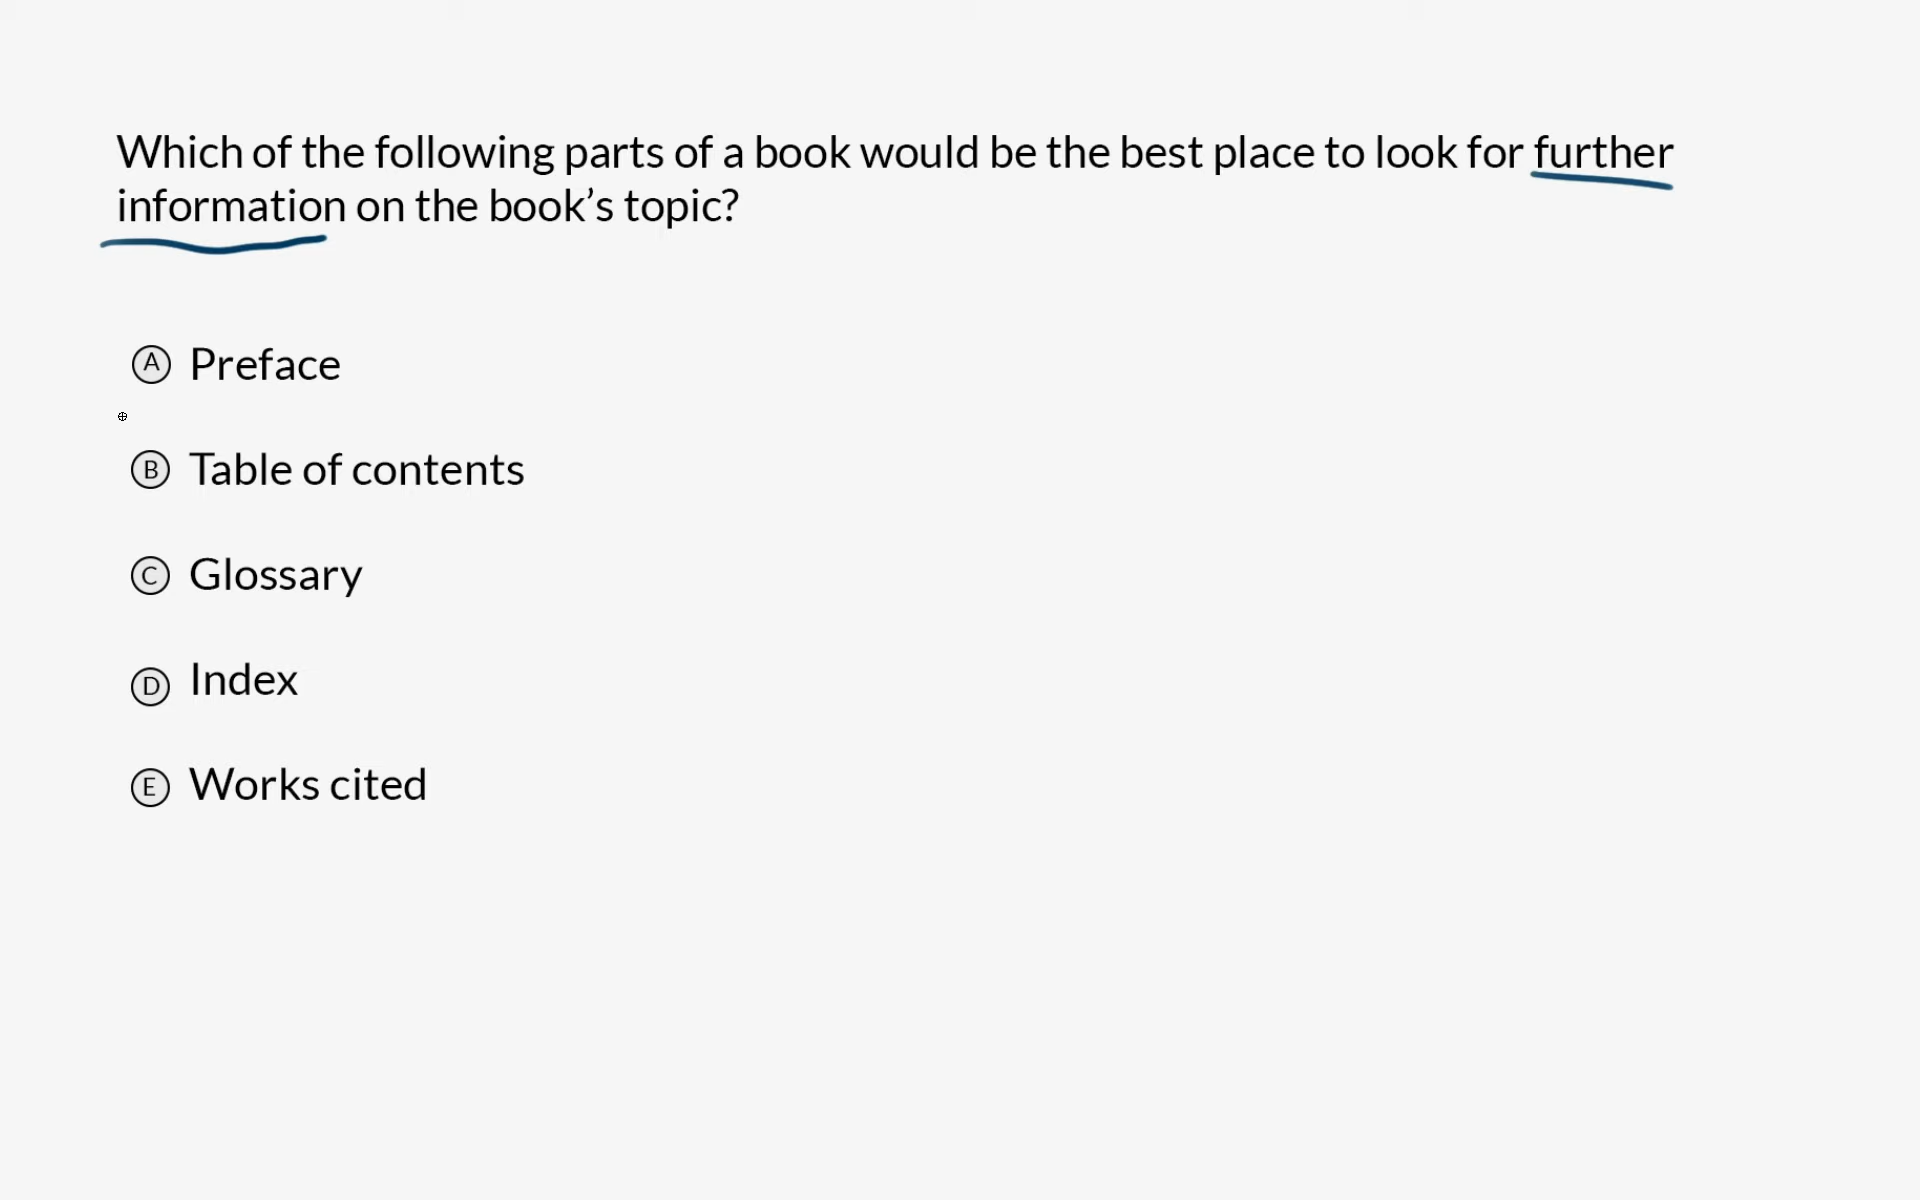 Which of the following parts of a book would be the best place to look for further
information on the book’s topic?
A Preface
B Table of contents
C Glossary
D Index
E Works cited